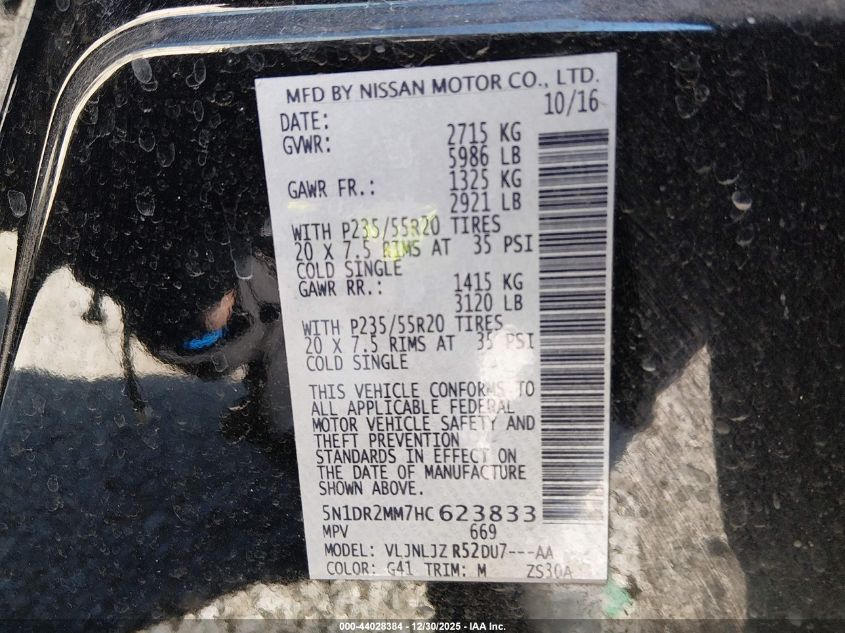 MFD BY NISSAN MOTOR CO., LTD.
DATE: 10/16
GVWR: 2715 KG
5986 LB
GAWR FR.: 1325 KG
2921 LB
WITH P235/55R20 TIRES
20 X 7.5 RIMS AT 35 PSI
COLD SINGLE
GAWR RR.: 1415 KG
3120 LB
WITH P235/55R20 TIRES
20 X 7.5 RIMS AT 35 PSI
COLD SINGLE
THIS VEHICLE CONFORMS TO
ALL APPLICABLE FEDERAL
MOTOR VEHICLE SAFETY AND
THEFT PREVENTION
STANDARDS IN EFFECT ON
THE DATE OF MANUFACTURE
SHOWN ABOVE.
5N1DR2MM7HC 623833
MPV 669
MODEL: VLJNLJZ R52DU7---AA
COLOR: G41 TRIM: M ZS30A
000-44028384 - 12/30/2025 - IAA Inc.